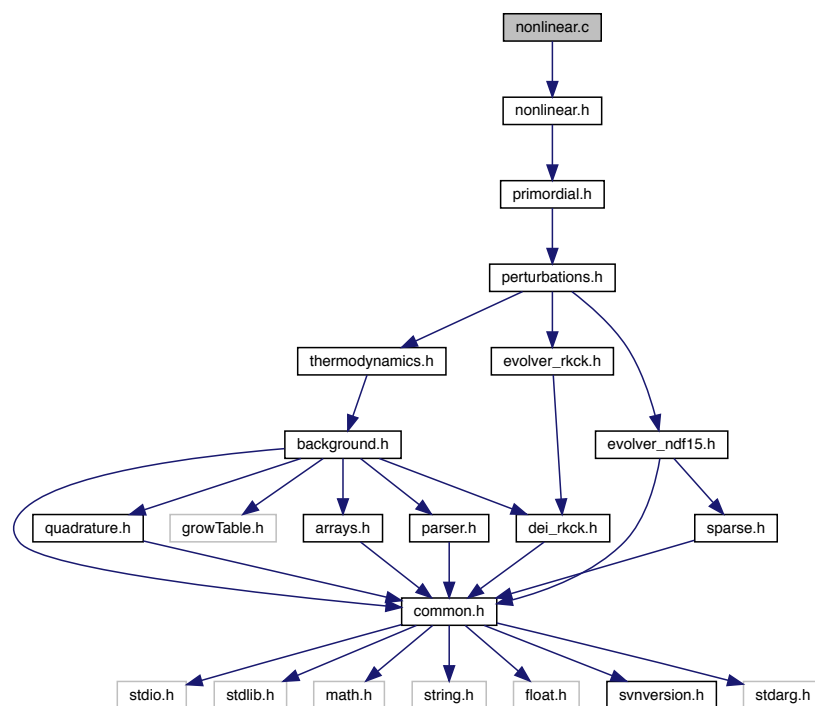 nonlinear.c
nonlinear.h
primordial.h
perturbations.h
thermodynamics.h
evolver_rkck.h
background.h
evolver_ndf15.h
quadrature.h
growTable.h
arrays.h
parser.h
dei_rkck.h
sparse.h
common.h
stdio.h
stdlib.h
math.h
string.h
float.h
svnversion.h
stdarg.h